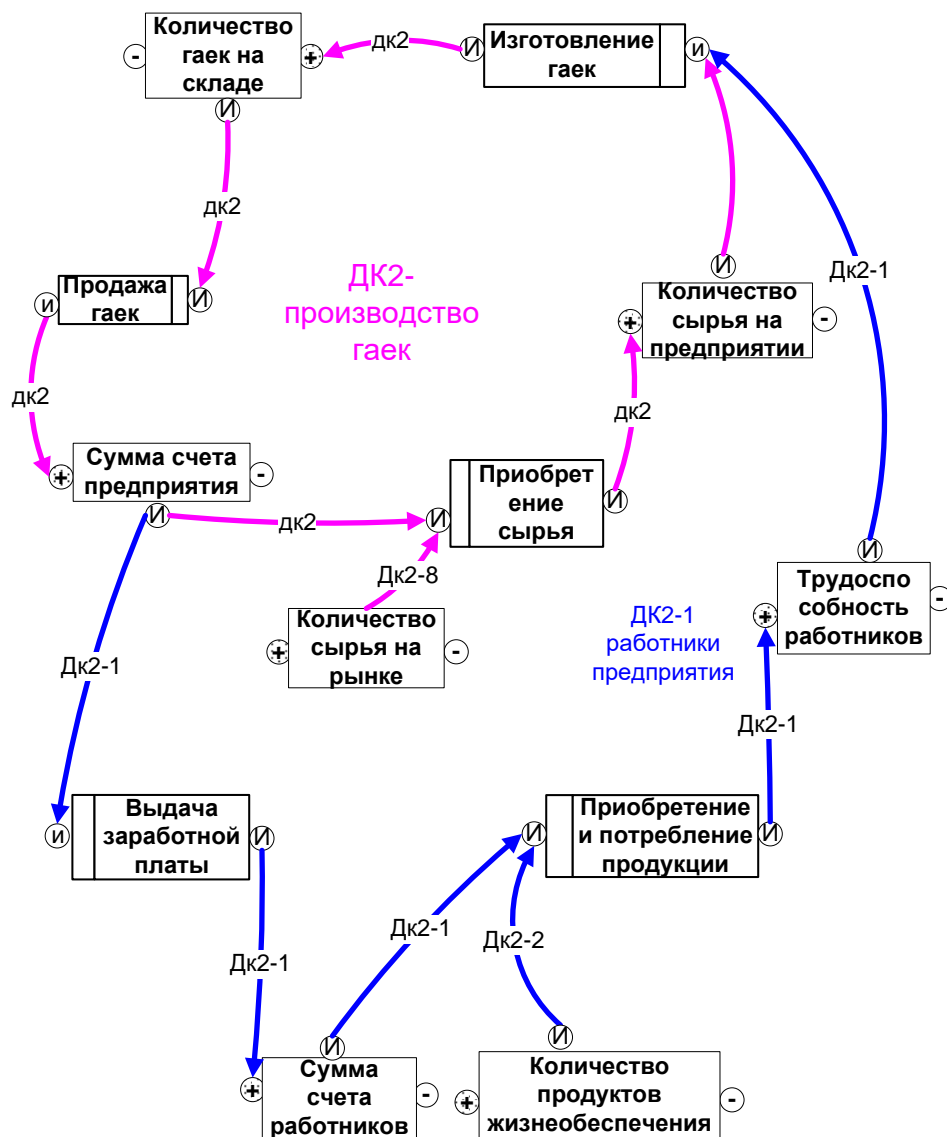 Количество
гаек на
складе
-
+
И
дк2
И
Изготовление
гаек
и
дк2
Дк2-1
ДК2-
производство
гаек
И
Количество
сырья на
предприятии
+
-
Продажа
гаек
и
И
дк2
дк2
Сумма счета
предприятия
+
-
И
дк2
И
Приобрет
ение
сырья
И
Дк2-8
Количество
сырья на
рынке
+
-
И
Трудоспо
собность
работников
+
-
ДК2-1
работники
предприятия
Дк2-1
Дк2-1
и
Выдача
заработной
платы
И
И
Приобретение
и потребление
продукции
И
Дк2-1
Дк2-1
Дк2-2
И
Сумма
счета
работников
+
-
И
Количество
продуктов
жизнеобеспечения
+
-